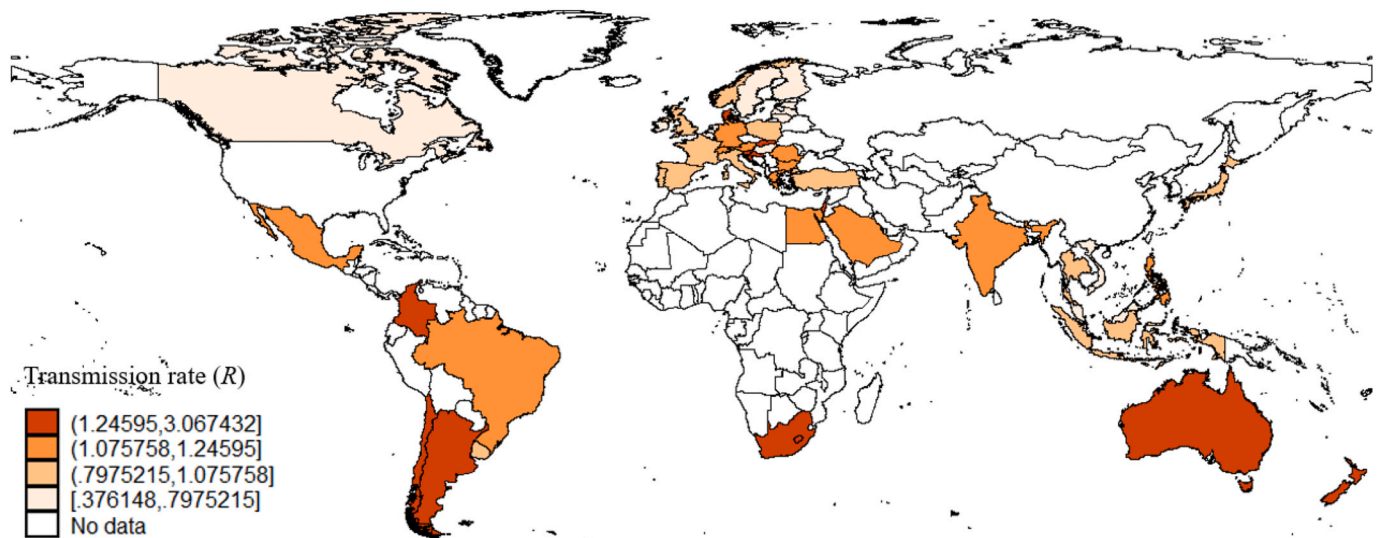 Transmission rate (R)
(1.24595,3.067432]
(1.075758,1.24595]
(.7975215,1.075758]
[.376148,.7975215]
No data